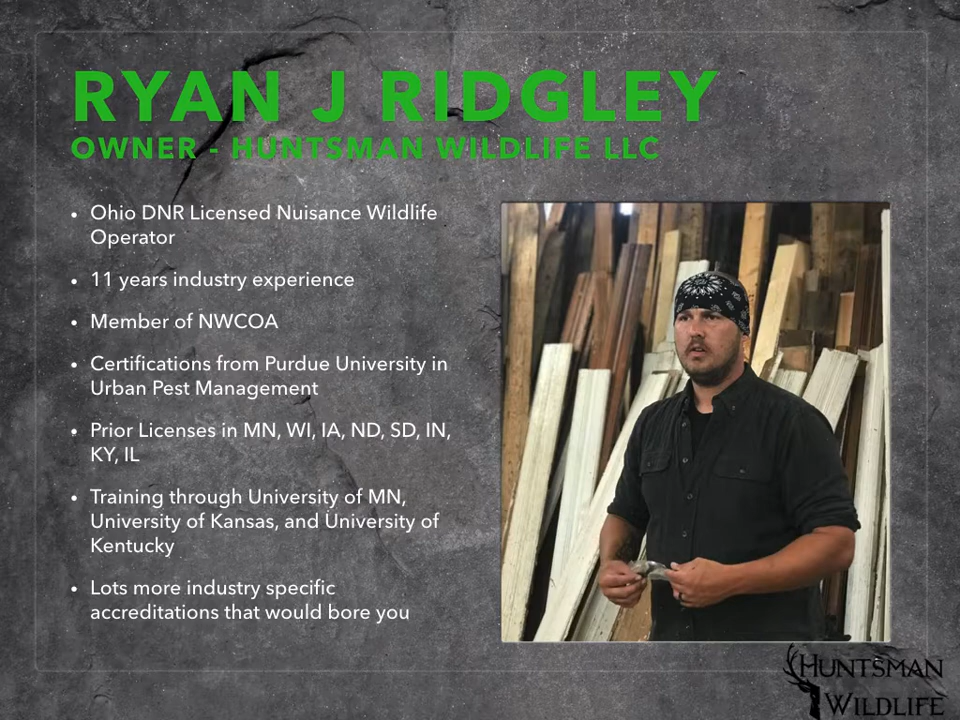 RYAN J RIDGLEY
OWNER - HUNTSMAN WILDLIFE LLC
• Ohio DNR Licensed Nuisance Wildlife
Operator
• 11 years industry experience
• Member of NWCOA
• Certifications from Purdue University in
Urban Pest Management
• Prior Licenses in MN, WI, IA, ND, SD, IN,
KY, IL
• Training through University of MN,
University of Kansas, and University of
Kentucky
• Lots more industry specific
accreditations that would bore you
HUNTSMAN
WILDLIFE